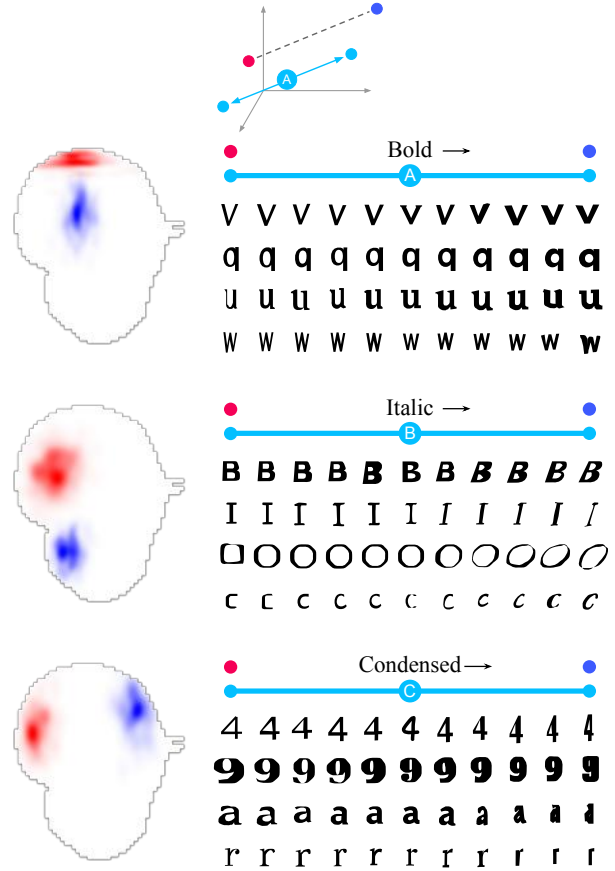 A
Bold →
A
v v v v v v v v v v v
q q q q q q q q q q q
u u u u u u u u u u u
w w w w w w w w w w w
Italic →
B
B B B B B B B B B B B
I I I I I I I I I I I
O O O O O O O O O O O
c c c c c c c c c c c
Condensed →
C
4 4 4 4 4 4 4 4 4 4 4
9 9 9 9 9 9 9 9 9 9 9
a a a a a a a a a a a
r r r r r r r r r r r